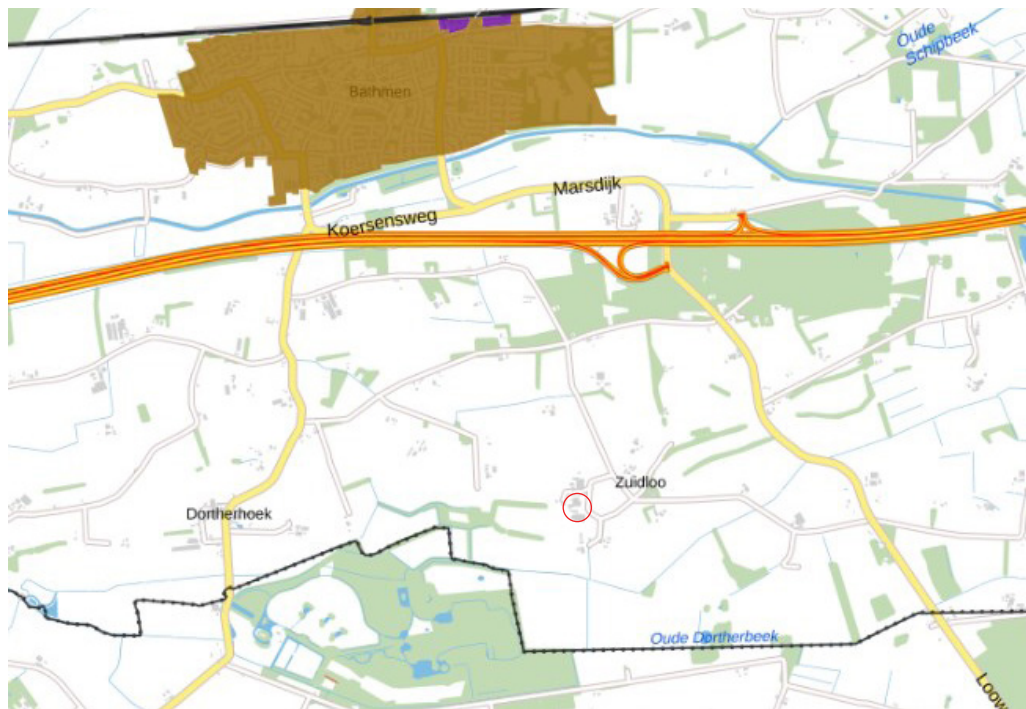 Oude
Schipbeek
Bathmen
Marsdijk
Koersensweg
Zuidloo
Dortherhoek
Oude Dortherbeek
Loow